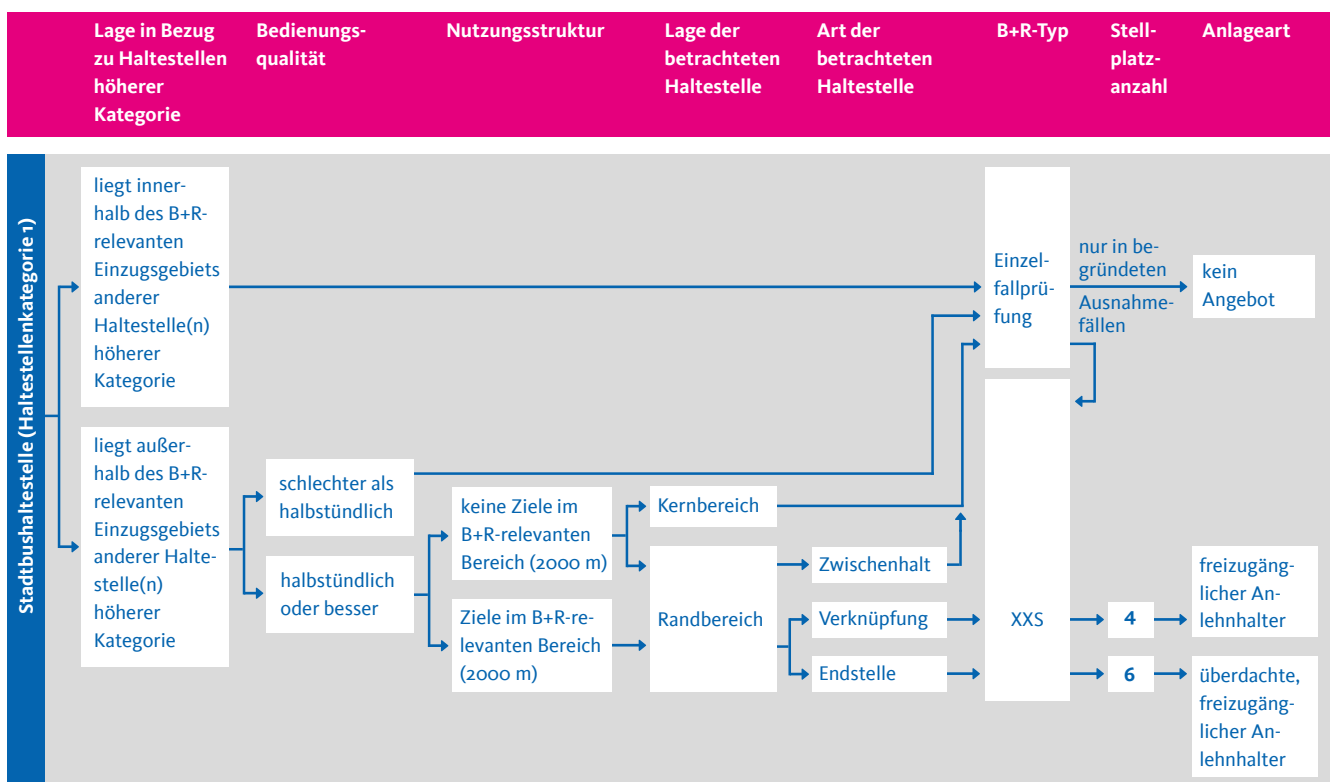 Lage in Bezug
zu Haltestellen
höherer
Kategorie
Bedienungs-
qualität
Nutzungsstruktur
Lage der
betrachteten
Haltestelle
Art der
betrachteten
Haltestelle
B+R-Typ
Stell-
platz-
anzahl
Anlageart
Stadtbushaltestelle (Haltestellenkategorie 1)
liegt inner-
halb des B+R-
relevanten
Einzugsgebiets
anderer
Haltestelle(n)
höherer
Kategorie
Einzel-
fallprü-
fung
nur in be-
gründeten
Ausnahme-
fällen
kein
Angebot
liegt außer-
halb des B+R-
relevanten
Einzugsgebiets
anderer Halte-
stelle(n)
höherer
Kategorie
schlechter als
halbstündlich
halbstündlich
oder besser
keine Ziele im
B+R-relevanten
Bereich (2000 m)
Ziele im B+R-re-
levanten Bereich
(2000 m)
Kernbereich
Randbereich
Zwischenhalt
Verknüpfung
Endstelle
XXS
4
6
freizugäng-
licher An-
lehnhalter
überdachte,
freizugäng-
licher An-
lehnhalter